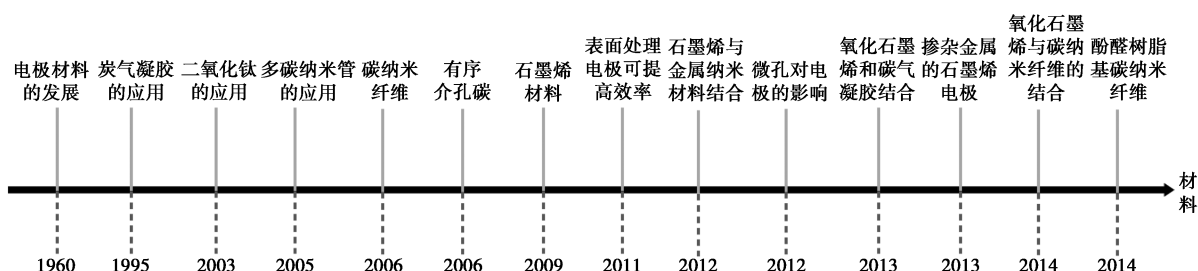 电极材料
的发展
炭气凝胶
的应用
二氧化钛
的应用
多碳纳米管
的应用
碳纳米
纤维
有序
介孔碳
石墨烯
材料
表面处理
电极可提
高效率
石墨烯与
金属纳米
材料结合
微孔对电
极的影响
氧化石墨
烯和碳气
凝胶结合
掺杂金属
的石墨烯
电极
氧化石墨
烯与碳纳
米纤维的
结合
酚醛树脂
基碳纳米
纤维
材
料
1960
1995
2003
2005
2006
2006
2009
2011
2012
2012
2013
2013
2014
2014